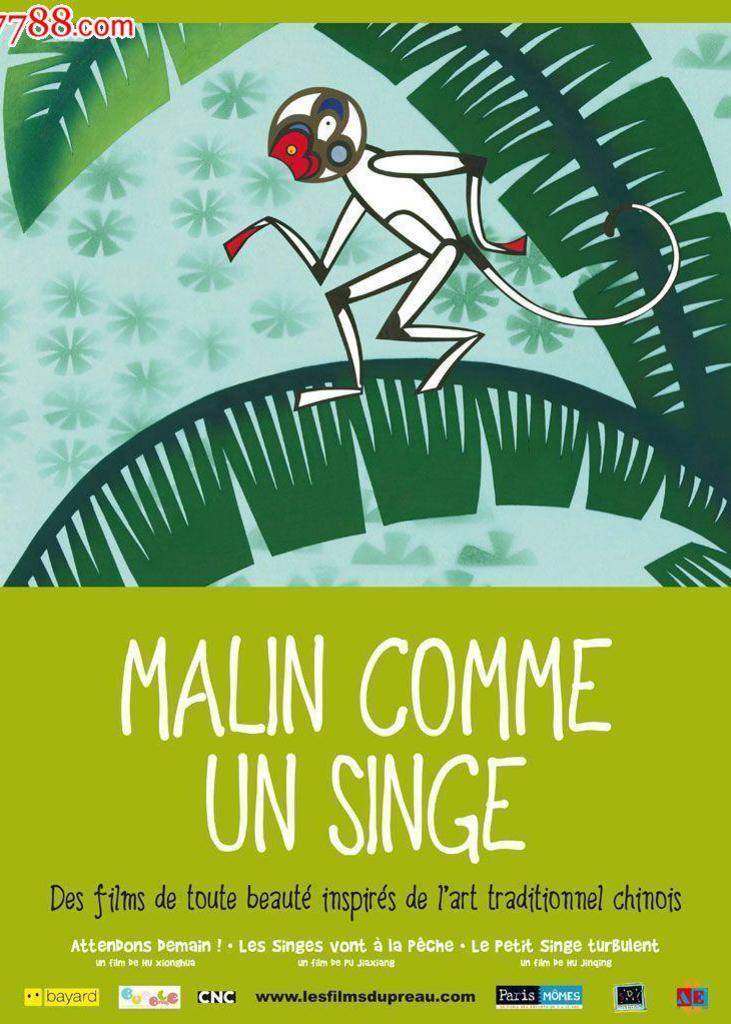 7788.com
MALIN COMME
UN SINGE
Des films de toute beauté inspirés de l'art traditionnel chinois
Attendons Demain ! • Les Singes vont à la Pêche • Le Petit Singe turbulent
un film de Hu Xionghua un film de Pu Jiaxiang un film de Hu Jinqing
bayard CNC www.lesfilmsdupreau.com Paris MÔMES